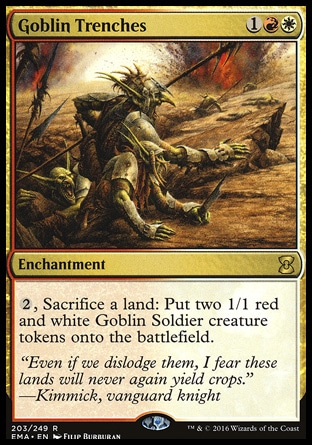 Goblin Trenches 1
Enchantment
2, Sacrifice a land: Put two 1/1 red
and white Goblin Soldier creature
tokens onto the battlefield.
“Even if we dislodge them, I fear these
lands will never again yield crops.”
—Kimmick, vanguard knight
203/249 R
EMA • EN Filip Burburan ™ & © 2016 Wizards of the Coast